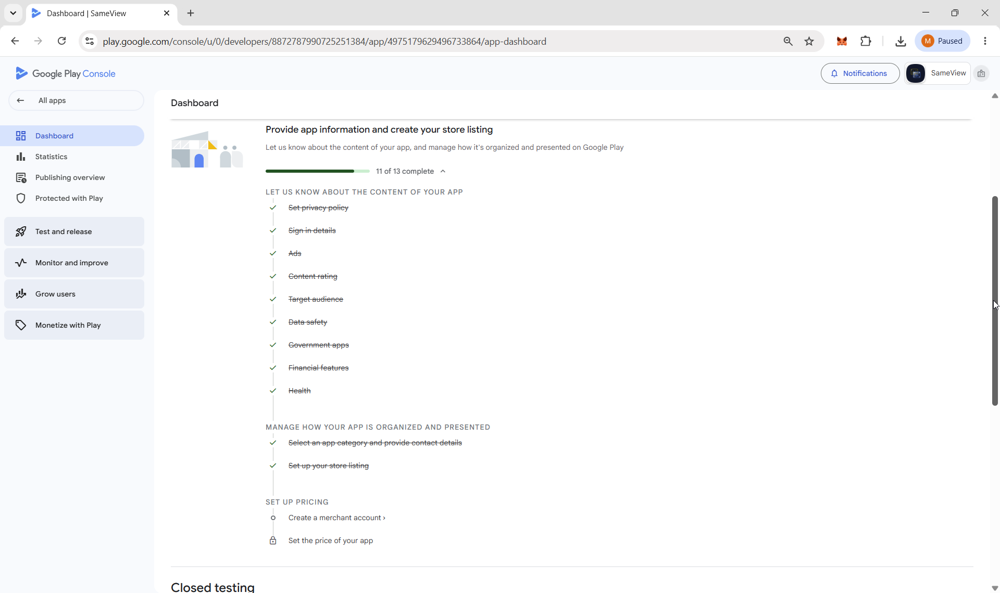 Dashboard | SameView
play.google.com/console/u/0/developers/8872787990725251384/app/4975179629496733864/app-dashboard
M Paused
Google Play Console
Notifications
SameView
All apps
Dashboard
Statistics
Publishing overview
Protected with Play
Test and release
Monitor and improve
Grow users
Monetize with Play
Dashboard
Provide app information and create your store listing
Let us know about the content of your app, and manage how it's organized and presented on Google Play
11 of 13 complete
LET US KNOW ABOUT THE CONTENT OF YOUR APP
Set privacy policy
Sign in details
Ads
Content rating
Target audience
Data safety
Government apps
Financial features
Health
MANAGE HOW YOUR APP IS ORGANIZED AND PRESENTED
Select an app category and provide contact details
Set up your store listing
SET UP PRICING
Create a merchant account ›
Set the price of your app
Closed testing